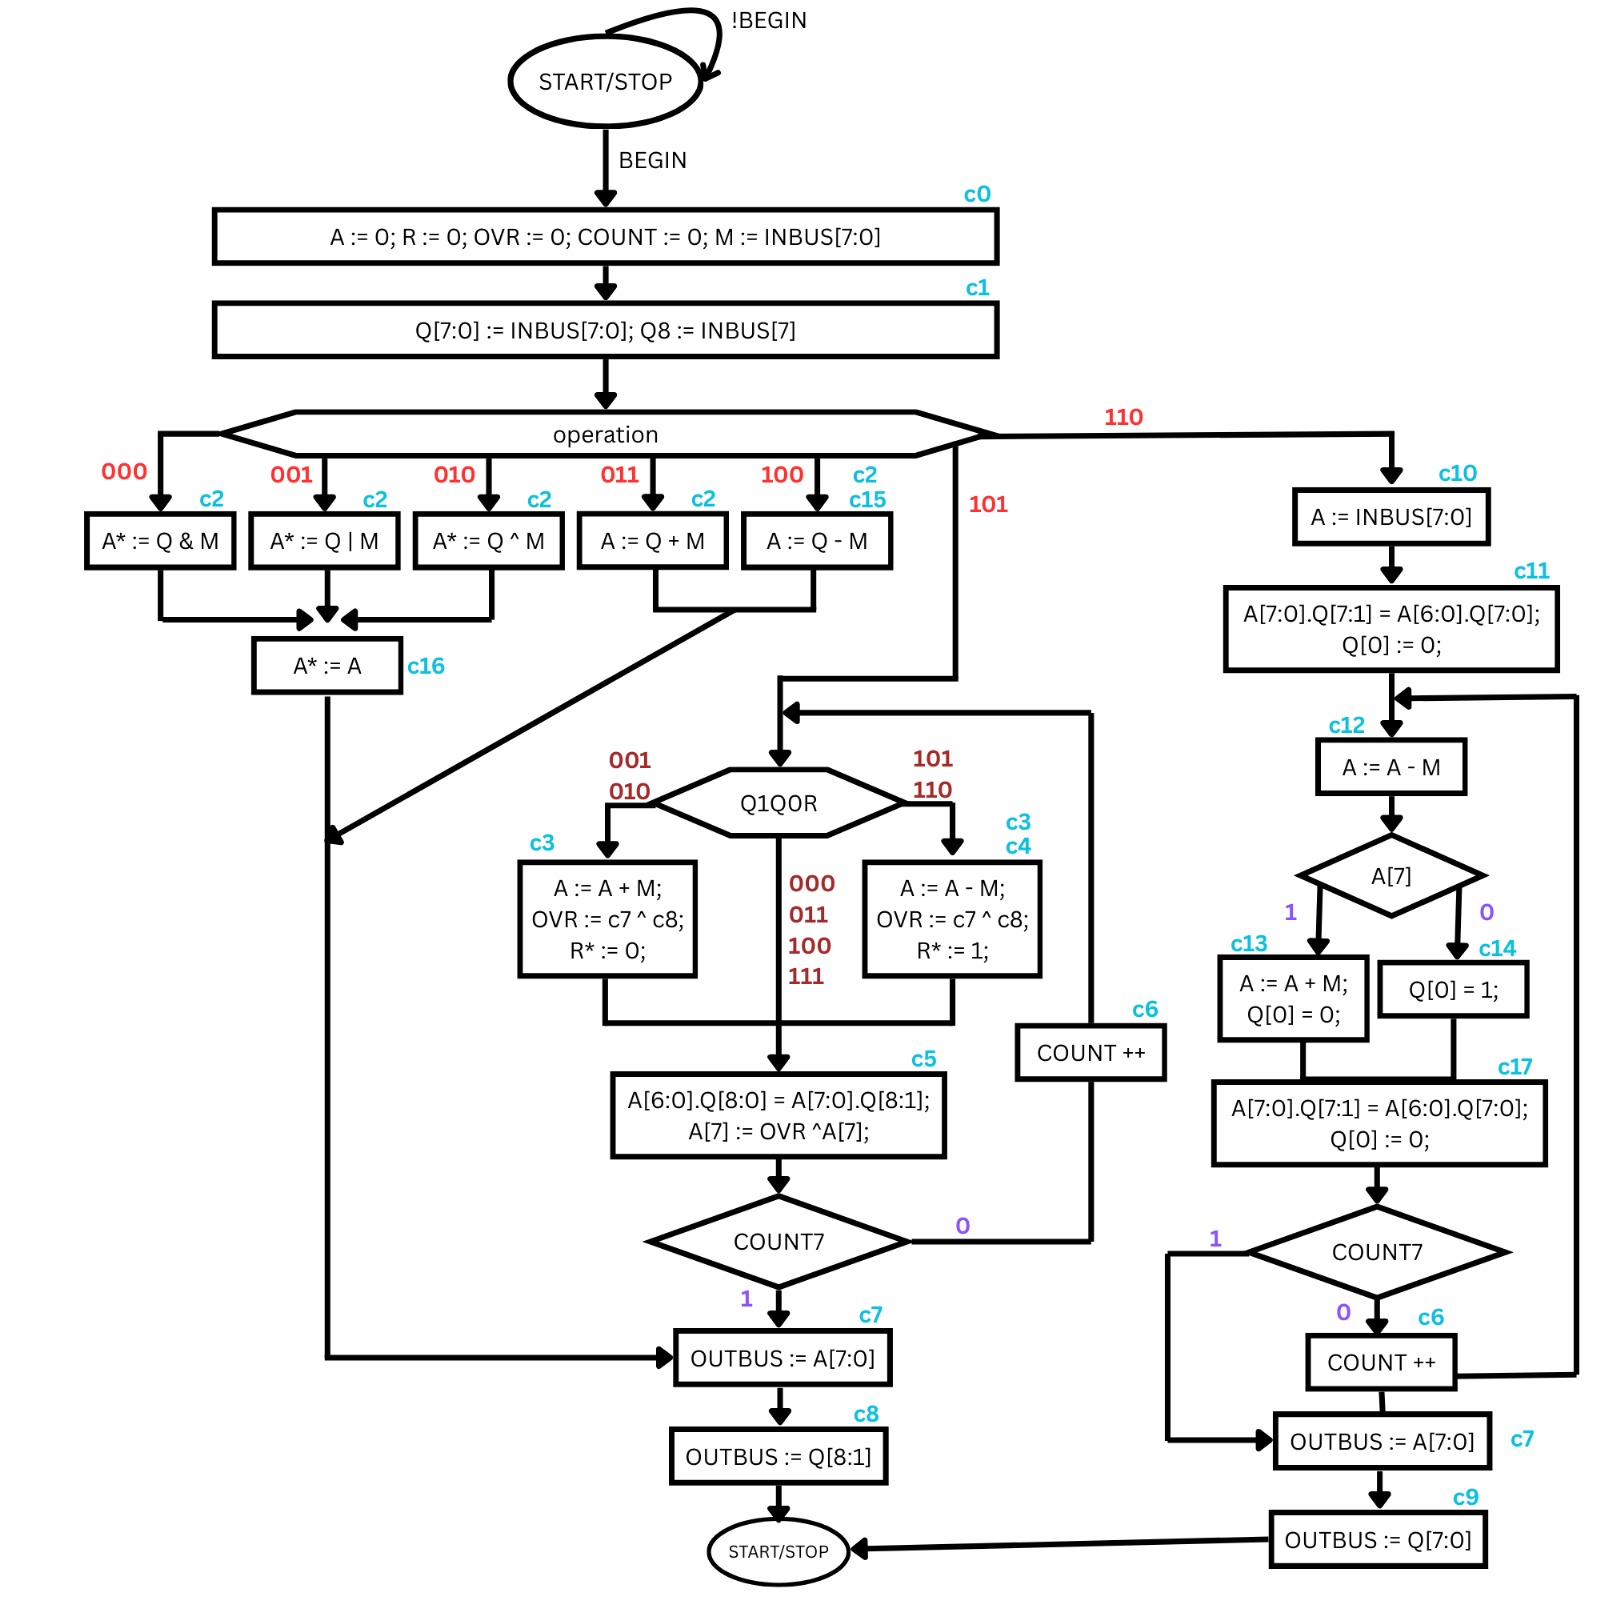 !BEGIN
START/STOP
BEGIN
c0
A := 0; R := 0; OVR := 0; COUNT := 0; M := INBUS[7:0]
c1
Q[7:0] := INBUS[7:0]; Q8 := INBUS[7]
operation
110
000
001
010
011
100
c2
101
c10
c2
c2
c2
c2
c15
A* := Q & M
A* := Q | M
A* := Q ^ M
A := Q + M
A := Q - M
A := INBUS[7:0]
c11
A[7:0].Q[7:1] = A[6:0].Q[7:0];
Q[0] := 0;
A* := A
c16
c12
A := A - M
001
010
Q1Q0R
101
110
c3
c3
c4
A := A + M;
OVR := c7 ^ c8;
R* := 0;
000
011
100
111
A := A - M;
OVR := c7 ^ c8;
R* := 1;
A[7]
1
0
c13
c14
A := A + M;
Q[0] = 0;
Q[0] = 1;
c6
COUNT ++
c5
A[6:0].Q[8:0] = A[7:0].Q[8:1];
A[7] := OVR ^A[7];
c17
A[7:0].Q[7:1] = A[6:0].Q[7:0];
Q[0] := 0;
COUNT7
0
1
1
COUNT7
0
c6
COUNT ++
c7
OUTBUS := A[7:0]
c8
OUTBUS := Q[8:1]
OUTBUS := A[7:0]
c7
c9
OUTBUS := Q[7:0]
START/STOP